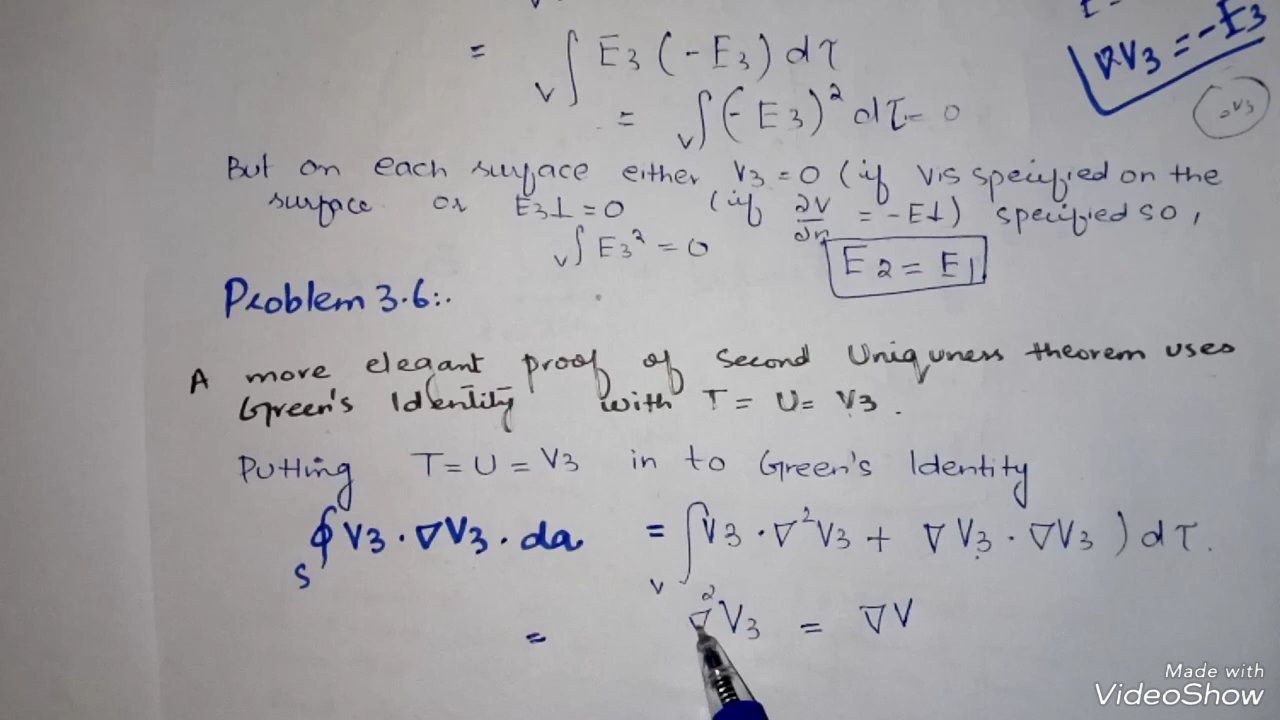 = ∫ E3 (-E3) dτ
V
∇V3 = -E3
= ∫ (-E3)² dτ = 0
V
But on each surface either V3 = 0 (if V is specified on the
surface or E3⊥ = 0 (if ∂V/∂n = -E⊥) specified so,
V ∫ E3² = 0
E2 = E1
Problem 3.6:.
A more elegant proof of Second Uniquness theorem uses
Green's Identity with T = U = V3.
Putting T = U = V3 in to Green's Identity
∮ V3 · ∇V3 · da = ∫ V3 · ∇²V3 + ∇V3 · ∇V3 ) dτ.
S V
= ∇²V3 = ∇V
Made with
VideoShow